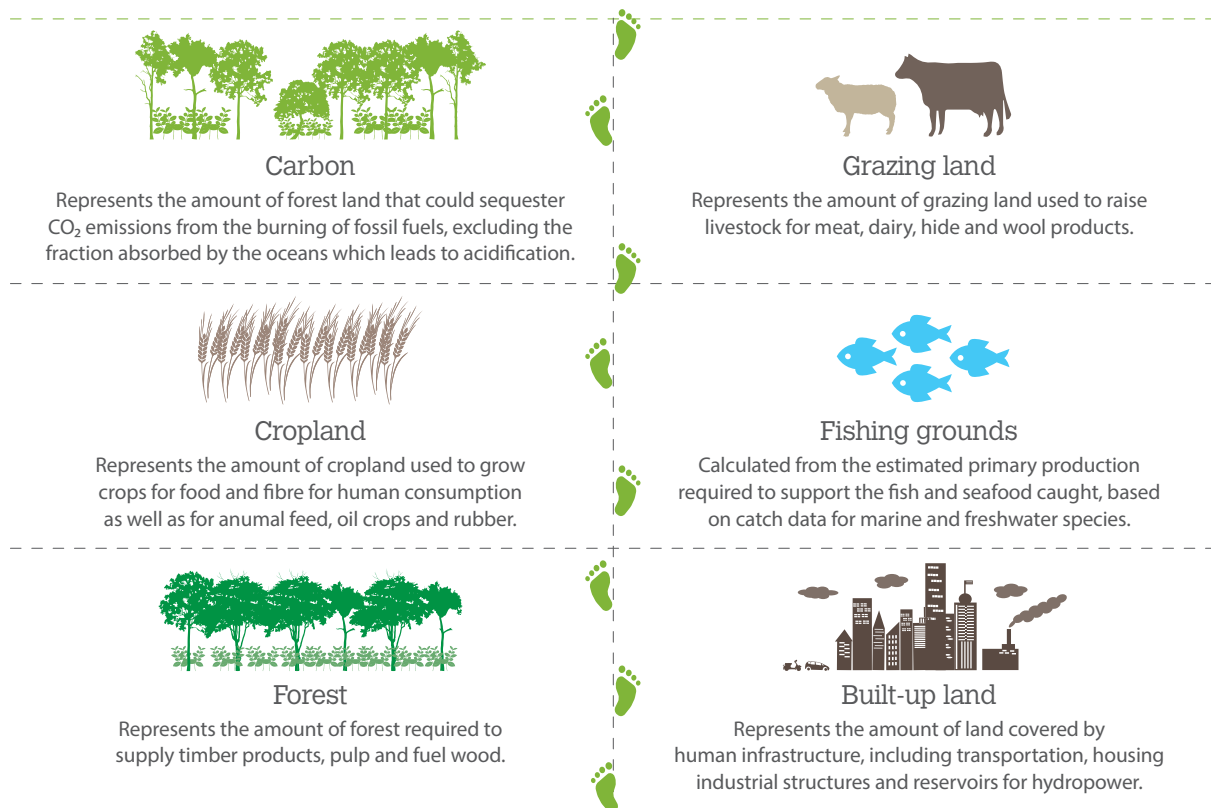 Carbon
Represents the amount of forest land that could sequester
CO₂ emissions from the burning of fossil fuels, excluding the
fraction absorbed by the oceans which leads to acidification.
Grazing land
Represents the amount of grazing land used to raise
livestock for meat, dairy, hide and wool products.
Cropland
Represents the amount of cropland used to grow
crops for food and fibre for human consumption
as well as for anumal feed, oil crops and rubber.
Fishing grounds
Calculated from the estimated primary production
required to support the fish and seafood caught, based
on catch data for marine and freshwater species.
Forest
Represents the amount of forest required to
supply timber products, pulp and fuel wood.
Built-up land
Represents the amount of land covered by
human infrastructure, including transportation, housing
industrial structures and reservoirs for hydropower.